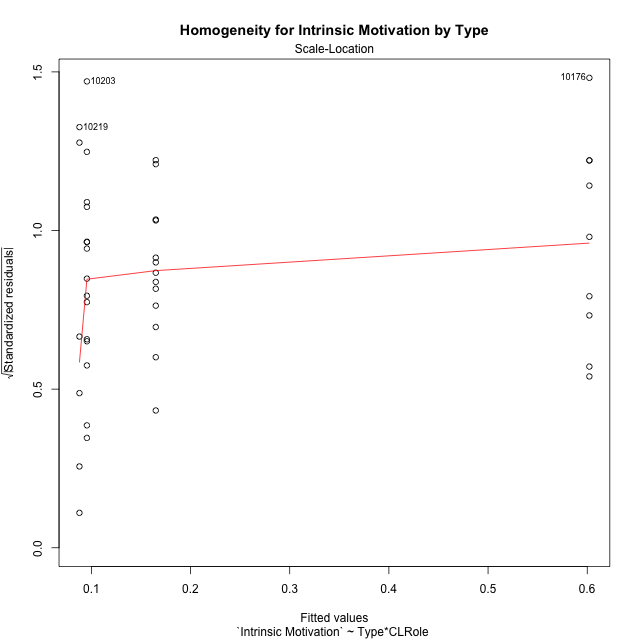 Homogeneity for Intrinsic Motivation by Type
Scale-Location
1.5
1.0
0.5
0.0
√|Standardized residuals|
10203
10219
10176
0.1
0.2
0.3
0.4
0.5
0.6
Fitted values
`Intrinsic Motivation` ~ Type*CLRole